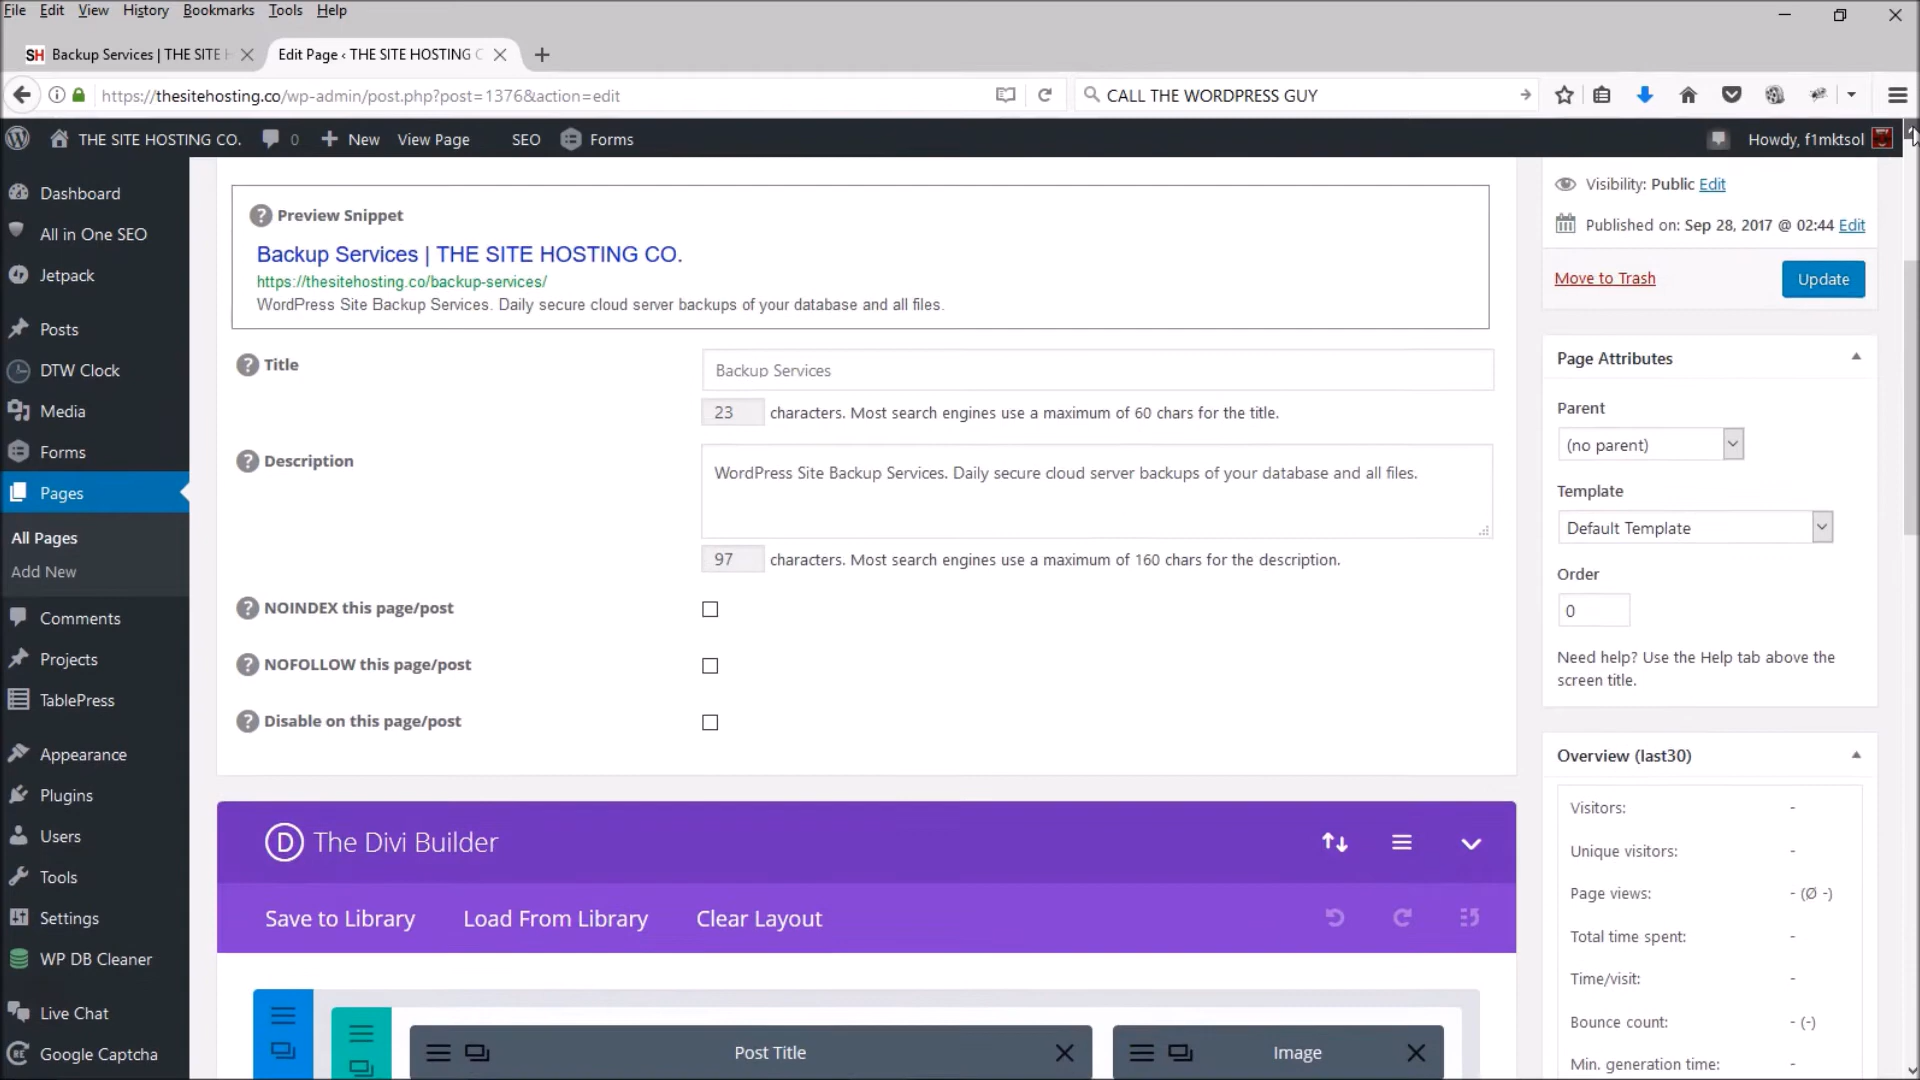 File Edit View History Bookmarks Tools Help
SH Backup Services | THE SITE H
Edit Page ‹ THE SITE HOSTING C
https://thesitehosting.co/wp-admin/post.php?post=1376&action=edit
CALL THE WORDPRESS GUY
THE SITE HOSTING CO. 0 New View Page SEO Forms
Howdy, f1mktsol
Dashboard
All in One SEO
Jetpack
Posts
DTW Clock
Media
Forms
Pages
All Pages
Add New
Comments
Projects
TablePress
Appearance
Plugins
Users
Tools
Settings
WP DB Cleaner
Live Chat
Google Captcha
Preview Snippet
Backup Services | THE SITE HOSTING CO.
https://thesitehosting.co/backup-services/
WordPress Site Backup Services. Daily secure cloud server backups of your database and all files.
Title
Backup Services
23 characters. Most search engines use a maximum of 60 chars for the title.
Description
WordPress Site Backup Services. Daily secure cloud server backups of your database and all files.
97 characters. Most search engines use a maximum of 160 chars for the description.
NOINDEX this page/post
NOFOLLOW this page/post
Disable on this page/post
D The Divi Builder
Save to Library Load From Library Clear Layout
Post Title
Image
Visibility: Public Edit
Published on: Sep 28, 2017 @ 02:44 Edit
Move to Trash
Update
Page Attributes
Parent
(no parent)
Template
Default Template
Order
0
Need help? Use the Help tab above the
screen title.
Overview (last30)
Visitors: -
Unique visitors: -
Page views: - (Ø -)
Total time spent: -
Time/visit: -
Bounce count: - (-)
Min. generation time: -